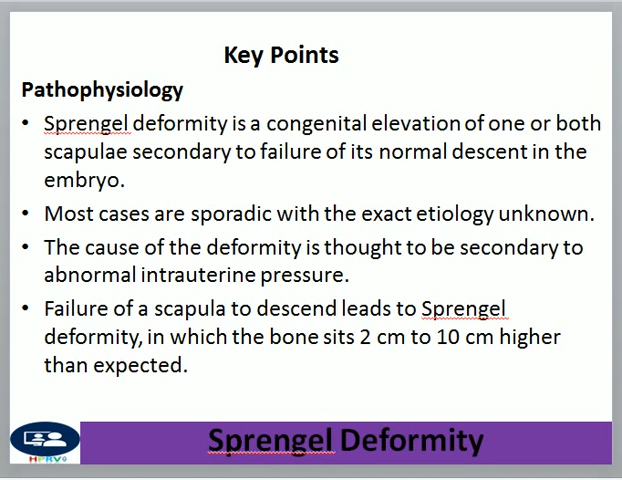 Key Points
Pathophysiology
• Sprengel deformity is a congenital elevation of one or both
scapulae secondary to failure of its normal descent in the
embryo.
• Most cases are sporadic with the exact etiology unknown.
• The cause of the deformity is thought to be secondary to
abnormal intrauterine pressure.
• Failure of a scapula to descend leads to Sprengel
deformity, in which the bone sits 2 cm to 10 cm higher
than expected.
Sprengel Deformity